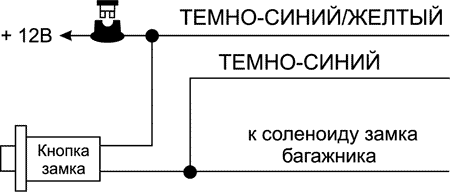 ТЕМНО-СИНИЙ/ЖЕЛТЫЙ
+ 12В
ТЕМНО-СИНИЙ
Кнопка
замка
к соленоиду замка
багажника